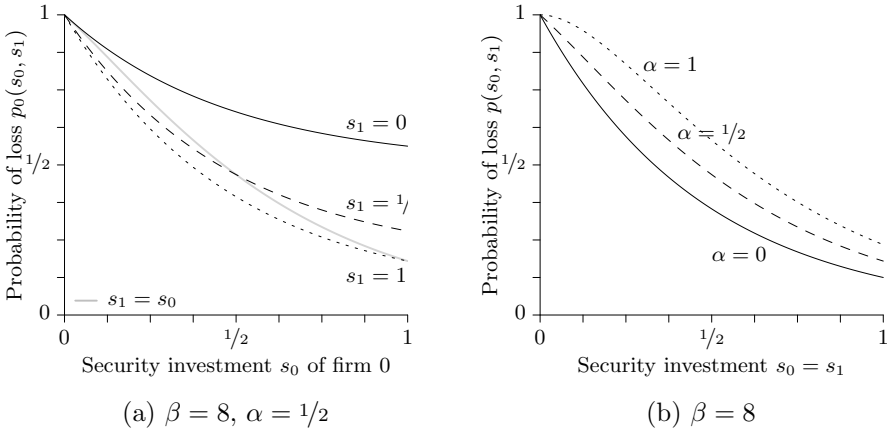 Probability of loss p₀(s₀, s₁)
1
1/2
0
s₁ = 0
s₁ = 1/
s₁ = 1
s₁ = s₀
0
1/2
1
Security investment s₀ of firm 0
(a) β = 8, α = 1/2
Probability of loss p(s₀, s₁)
1
1/2
0
α = 1
α = 1/2
α = 0
0
1/2
1
Security investment s₀ = s₁
(b) β = 8